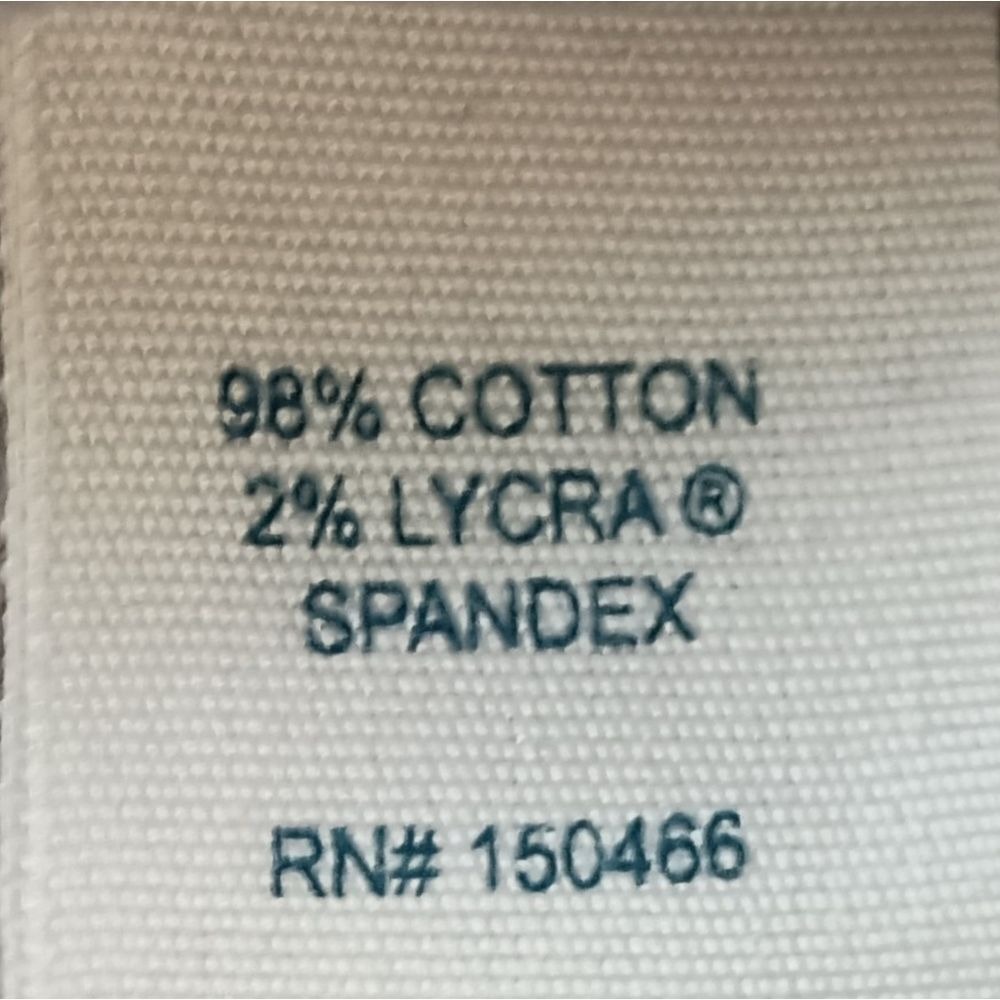 98% COTTON
2% LYCRA®
SPANDEX
RN# 150466